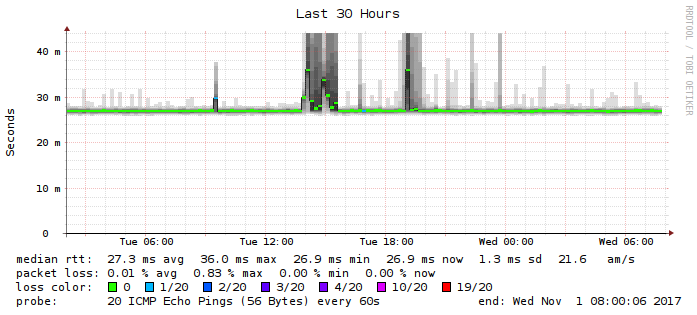 Last 30 Hours
RRDTOOL / TOBI OETIKER
Seconds
40 m
30 m
20 m
10 m
0
Tue 06:00 Tue 12:00 Tue 18:00 Wed 00:00 Wed 06:00
median rtt: 27.3 ms avg 36.0 ms max 26.9 ms min 26.9 ms now 1.3 ms sd 21.6 am/s
packet loss: 0.01 % avg 0.83 % max 0.00 % min 0.00 % now
loss color: 0 1/20 2/20 3/20 4/20 10/20 19/20
probe: 20 ICMP Echo Pings (56 Bytes) every 60s end: Wed Nov 1 08:00:06 2017